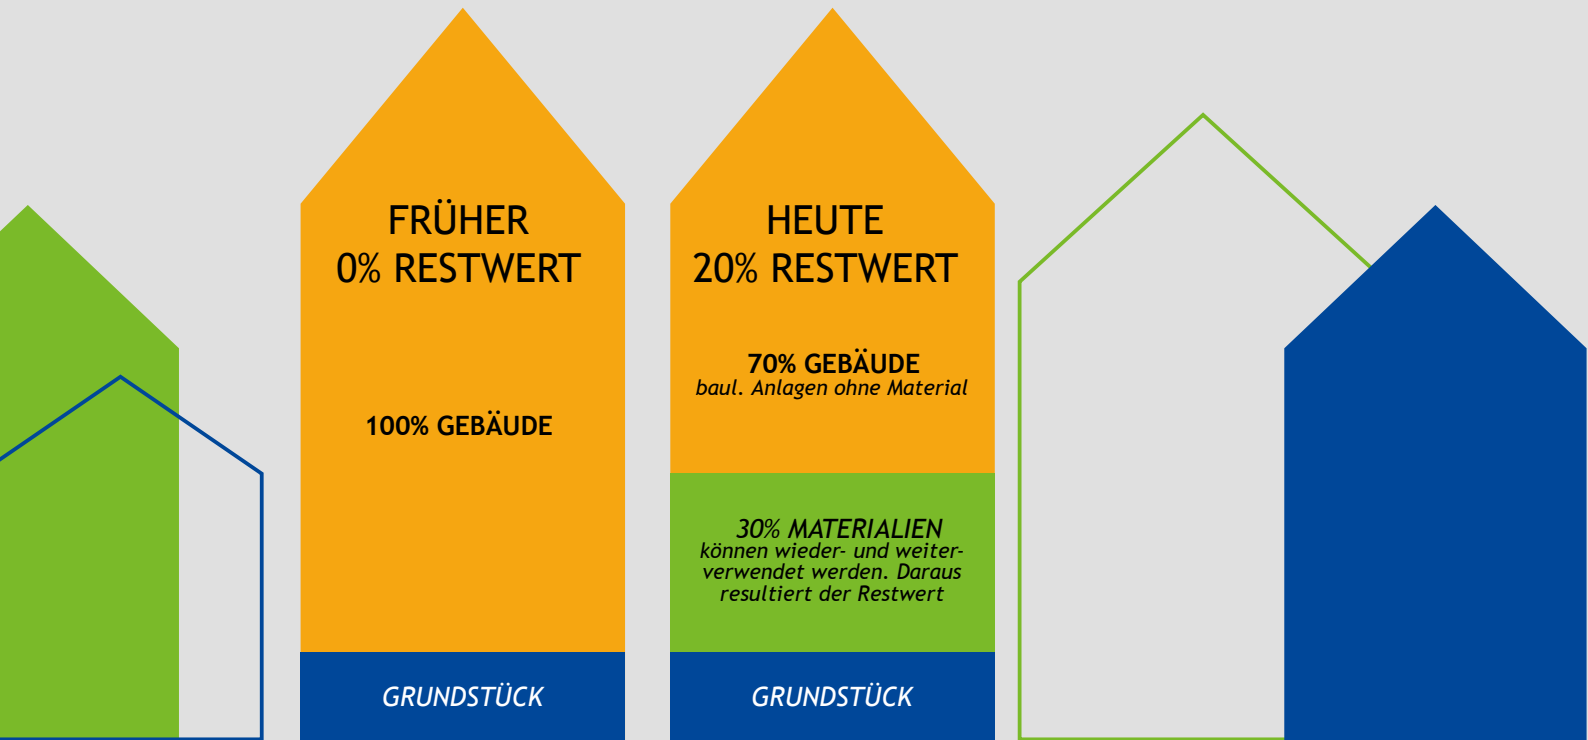 FRÜHER
0% RESTWERT
100% GEBÄUDE
GRUNDSTÜCK
HEUTE
20% RESTWERT
70% GEBÄUDE
baul. Anlagen ohne Material
30% MATERIALIEN
können wieder- und weiter-
verwendet werden. Daraus
resultiert der Restwert
GRUNDSTÜCK